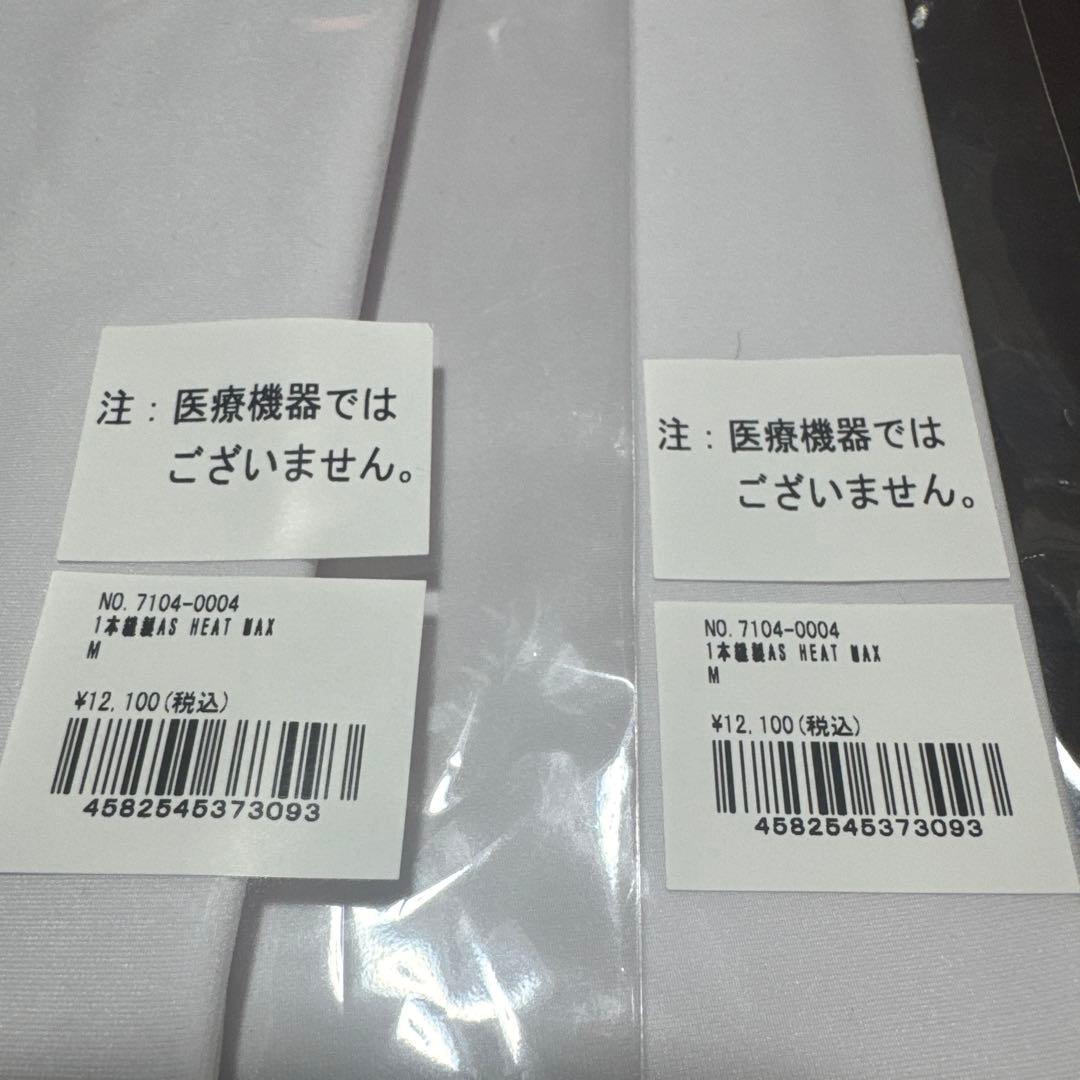 注：医療機器では
ございません。
NO. 7104-0004
1本縫製AS HEAT MAX
M
¥12,100(税込)
4582545373093
注：医療機器では
ございません。
NO. 7104-0004
1本縫製AS HEAT MAX
M
¥12,100(税込)
4582545373093